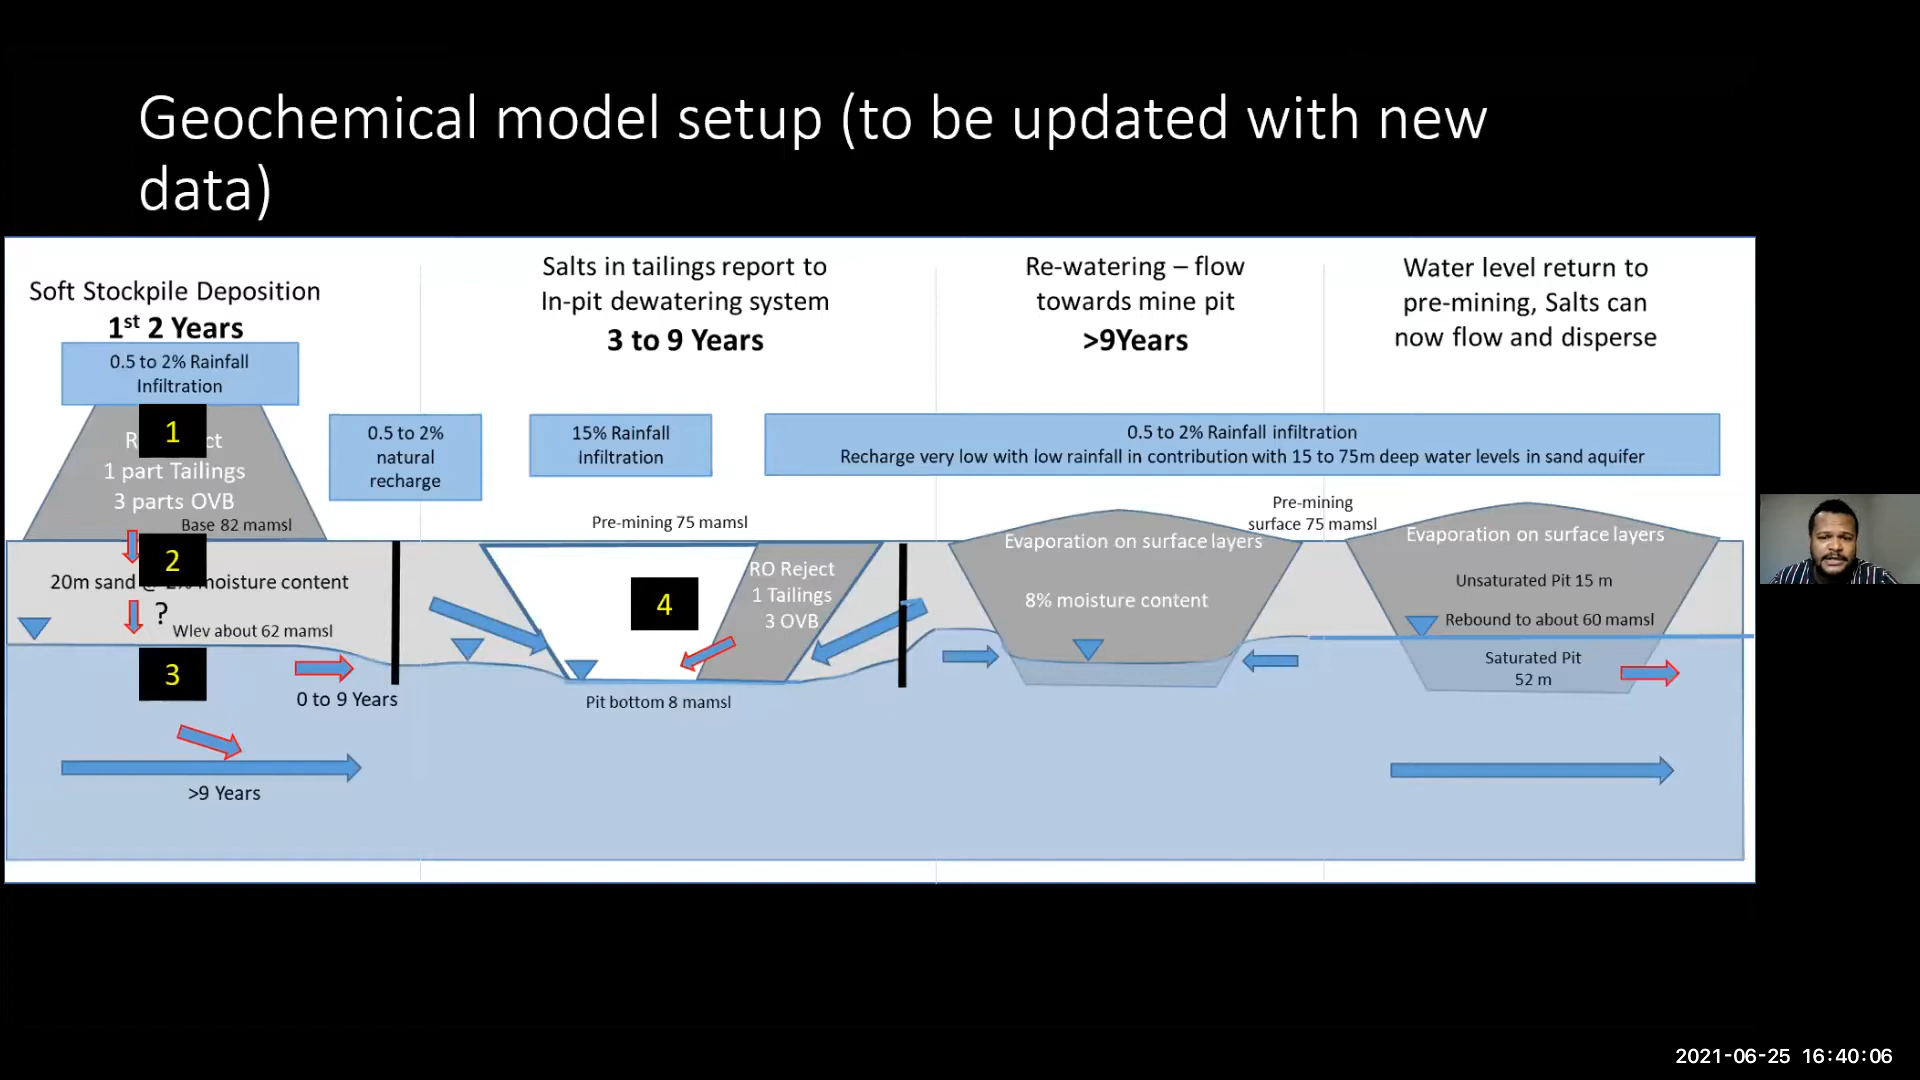 Geochemical model setup (to be updated with new
data)
Soft Stockpile Deposition
1st 2 Years
0.5 to 2% Rainfall
Infiltration
1
1 part Tailings
3 parts OVB
Base 82 mamsl
2
20m sand moisture content
?
Wlev about 62 mamsl
3
0 to 9 Years
>9 Years
0.5 to 2%
natural
recharge
Salts in tailings report to
In-pit dewatering system
3 to 9 Years
15% Rainfall
Infiltration
Pre-mining 75 mamsl
4
RO Reject
1 Tailings
3 OVB
Pit bottom 8 mamsl
Re-watering – flow
towards mine pit
>9Years
0.5 to 2% Rainfall infiltration
Recharge very low with low rainfall in contribution with 15 to 75m deep water levels in sand aquifer
Pre-mining
surface 75 mamsl
Evaporation on surface layers
8% moisture content
Water level return to
pre-mining, Salts can
now flow and disperse
Evaporation on surface layers
Unsaturated Pit 15 m
Rebound to about 60 mamsl
Saturated Pit
52 m
2021-06-25 16:40:06